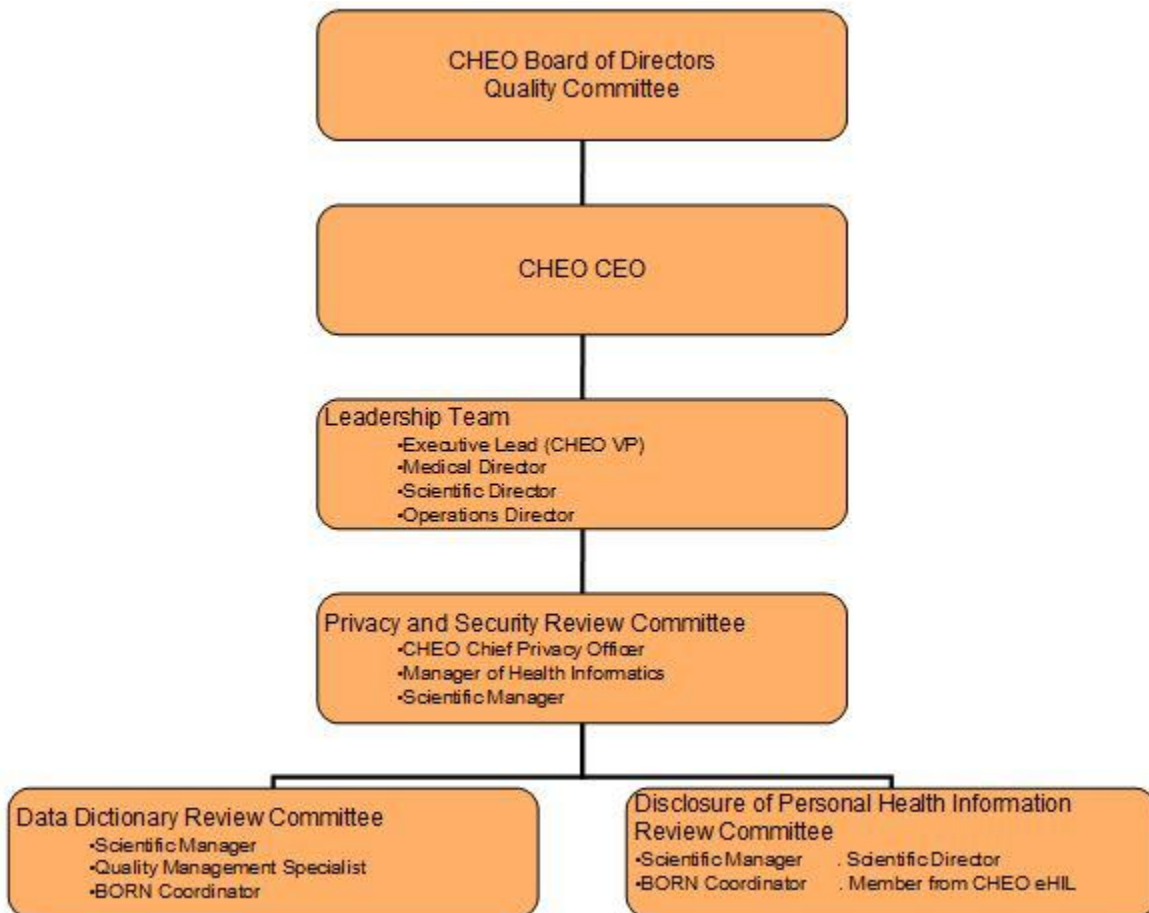 CHEO Board of Directors
Quality Committee
CHEO CEO
Leadership Team
•Executive Lead (CHEO VP)
•Medical Director
•Scientific Director
•Operations Director
Privacy and Security Review Committee
•CHEO Chief Privacy Officer
•Manager of Health Informatics
•Scientific Manager
Data Dictionary Review Committee
•Scientific Manager
•Quality Management Specialist
•BORN Coordinator
Disclosure of Personal Health Information
Review Committee
•Scientific Manager . Scientific Director
•BORN Coordinator . Member from CHEO eHIL